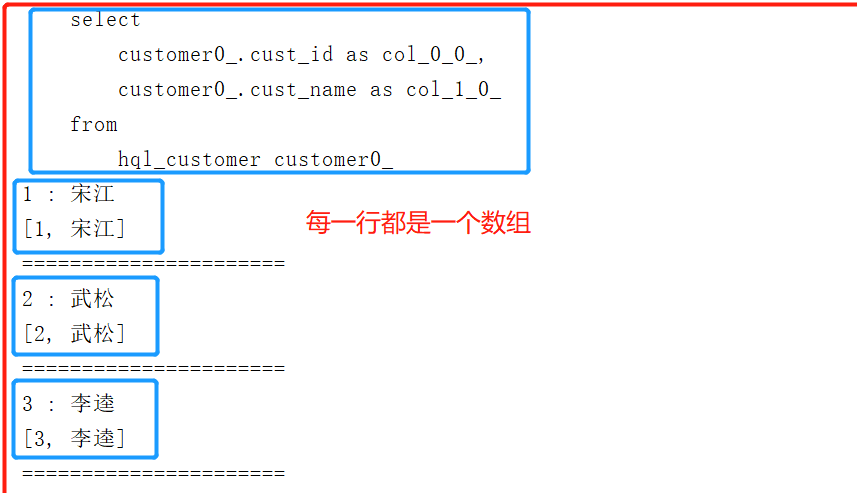 select
customer0_.cust_id as col_0_0_,
customer0_.cust_name as col_1_0_
from
hql_customer customer0_
1 : 宋江
[1, 宋江]
每一行都是一个数组
======================
2 : 武松
[2, 武松]
======================
3 : 李逵
[3, 李逵]
======================